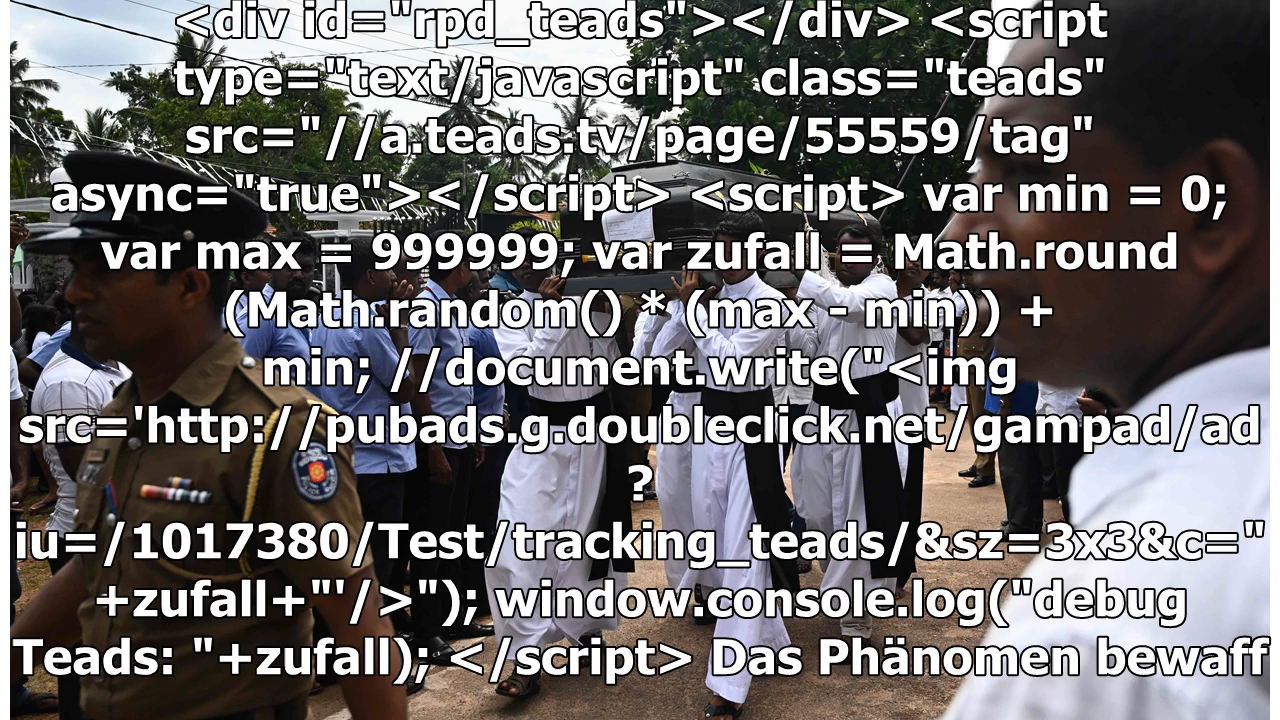 <div id="rpd_teads"></div> <script
type="text/javascript" class="teads"
src="//a.teads.tv/page/55559/tag"
async="true"></script> <script> var min = 0;
var max = 999999; var zufall = Math.round
(Math.random() * (max - min)) +
min; //document.write("<img
src='http://pubads.g.doubleclick.net/gampad/ad
?
iu=/1017380/Test/tracking_teads/&sz=3x3&c="
+zufall+"'/>"); window.console.log("debug
Teads: "+zufall); </script> Das Phänomen bewaff
POLICE